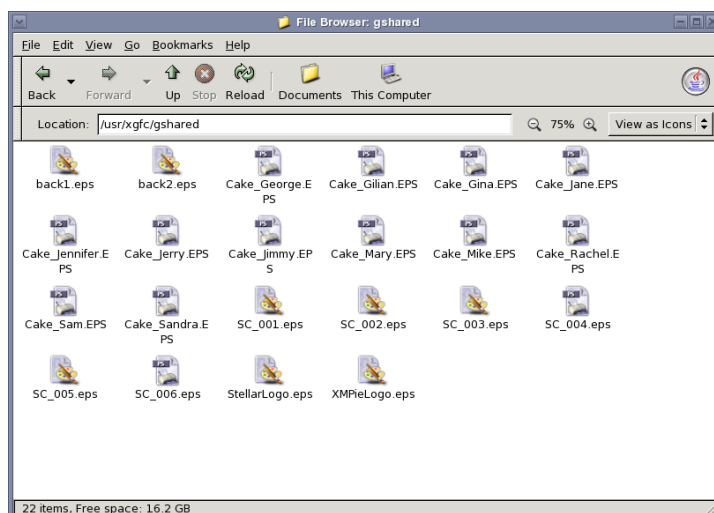 File Browser: gshared
File Edit View Go Bookmarks Help
Back Forward Up Stop Reload Documents This Computer
Location: /usr/xgfc/gshared 75% View as Icons
back1.eps back2.eps Cake_George.E Cake_Gilian.EPS Cake_Gina.EPS Cake_Jane.EPS
PS
Cake_Jennifer.E Cake_Jerry.EPS Cake_Jimmy.EP Cake_Mary.EPS Cake_Mike.EPS Cake_Rachel.E
PS S PS
Cake_Sam.EPS Cake_Sandra.E SC_001.eps SC_002.eps SC_003.eps SC_004.eps
PS
SC_005.eps SC_006.eps StellarLogo.eps XMPieLogo.eps
22 items, Free space: 16.2 GB